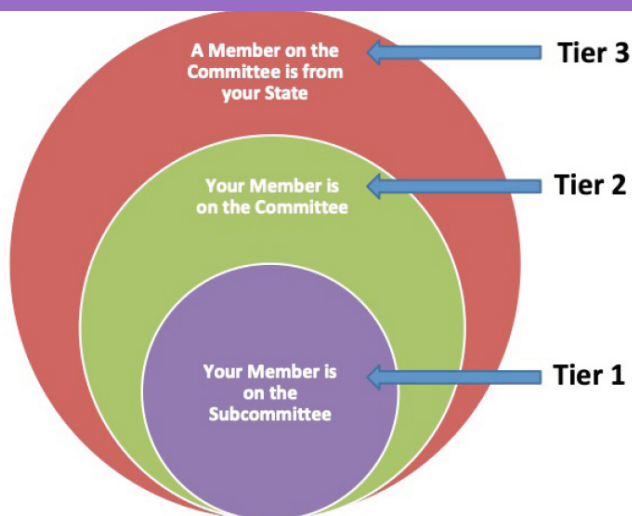 A Member on the
Committee is from
your State
Tier 3
Your Member is
on the Committee
Tier 2
Your Member is
on the
Subcommittee
Tier 1